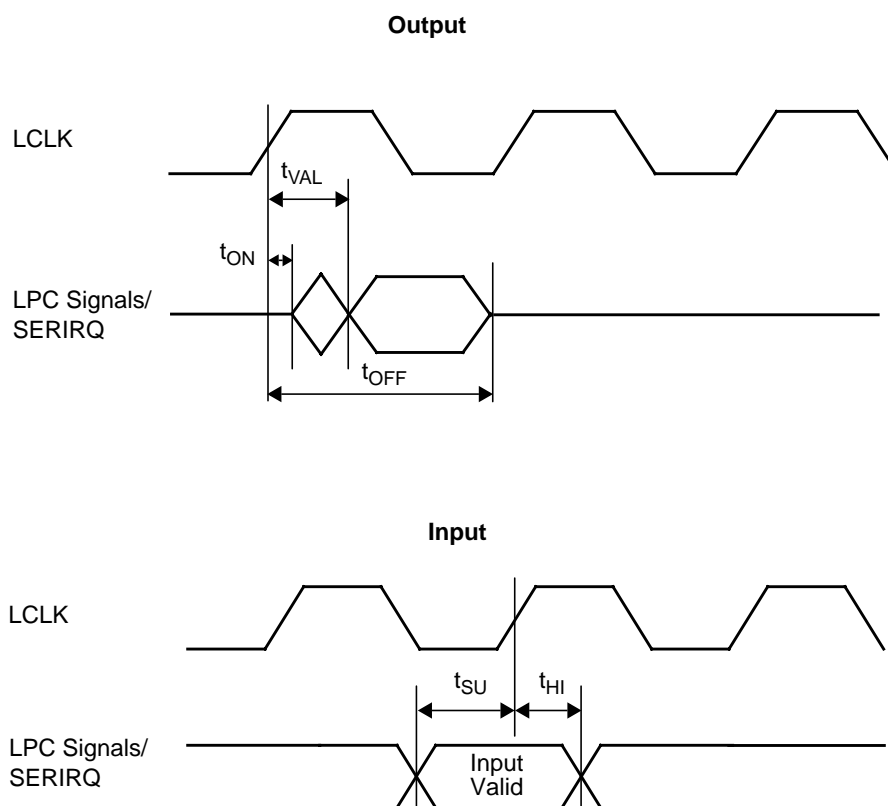 Output
LCLK
tVAL
tON
LPC Signals/
SERIRQ
tOFF
Input
LCLK
tSU
tHI
LPC Signals/
SERIRQ
Input
Valid